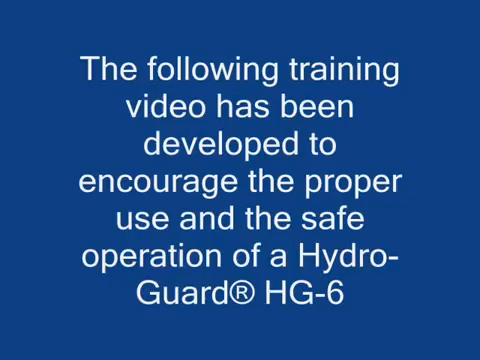 The following training
video has been
developed to
encourage the proper
use and the safe
operation of a Hydro-
Guard® HG-6